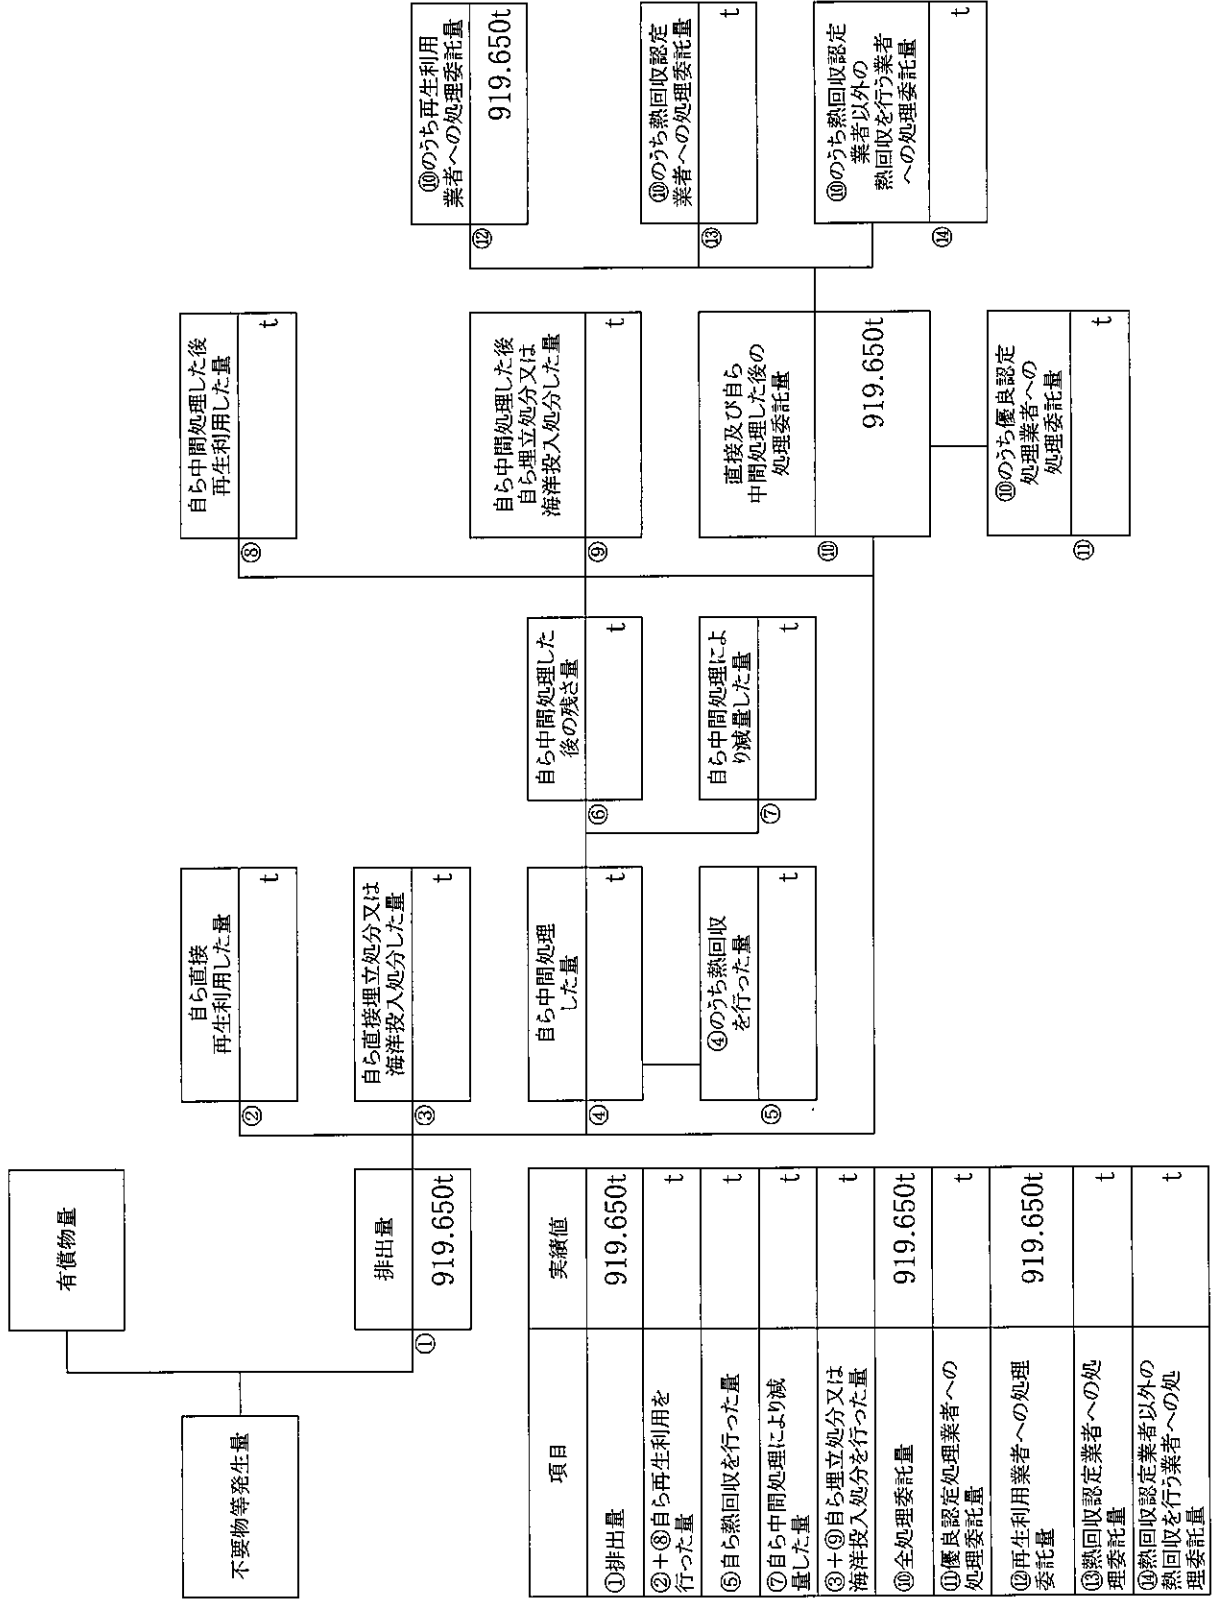 不要物等発生量
有償物量
排出量
①
919.650t
自ら直接
再生利用した量
②
t
自ら直接埋立処分又は
海洋投入処分した量
③
t
自ら中間処理
した量
④
t
④のうち熱回収
を行った量
⑤
t
自ら中間処理した
後の残さ量
⑥
t
自ら中間処理によ
り減量した量
⑦
t
自ら中間処理した後
再生利用した量
⑧
t
自ら中間処理した後
自ら埋立処分又は
海洋投入処分した量
⑨
t
直接及び自ら
中間処理した後の
処理委託量
⑩
919.650t
⑩のうち優良認定
処理業者への
処理委託量
⑪
t
⑩のうち再生利用
業者への処理委託量
⑫
919.650t
⑩のうち熱回収認定
業者への処理委託量
⑬
t
⑩のうち熱回収認定
業者以外の
熱回収を行う業者
への処理委託量
⑭
t
項目 実績値
①排出量 919.650t
②+⑧自ら再生利用を
行った量 t
⑤自ら熱回収を行った量 t
⑦自ら中間処理により減
量した量 t
③+⑨自ら埋立処分又は
海洋投入処分を行った量 t
⑩全処理委託量 919.650t
⑪優良認定処理業者への
処理委託量 t
⑫再生利用業者への処理
委託量 919.650t
⑬熱回収認定業者への処
理委託量 t
⑭熱回収認定業者以外の
熱回収を行う業者への処
理委託量 t